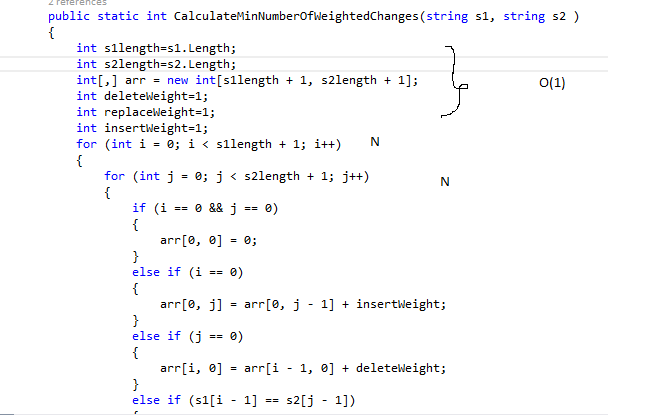 2 references
public static int CalculateMinNumberOfWeightedChanges(string s1, string s2 )
{
int s1length=s1.Length;
int s2length=s2.Length;
int[,] arr = new int[s1length + 1, s2length + 1]; O(1)
int deleteWeight=1;
int replaceWeight=1;
int insertWeight=1;
for (int i = 0; i < s1length + 1; i++) N
{
for (int j = 0; j < s2length + 1; j++) N
{
if (i == 0 && j == 0)
{
arr[0, 0] = 0;
}
else if (i == 0)
{
arr[0, j] = arr[0, j - 1] + insertWeight;
}
else if (j == 0)
{
arr[i, 0] = arr[i - 1, 0] + deleteWeight;
}
else if (s1[i - 1] == s2[j - 1])
{